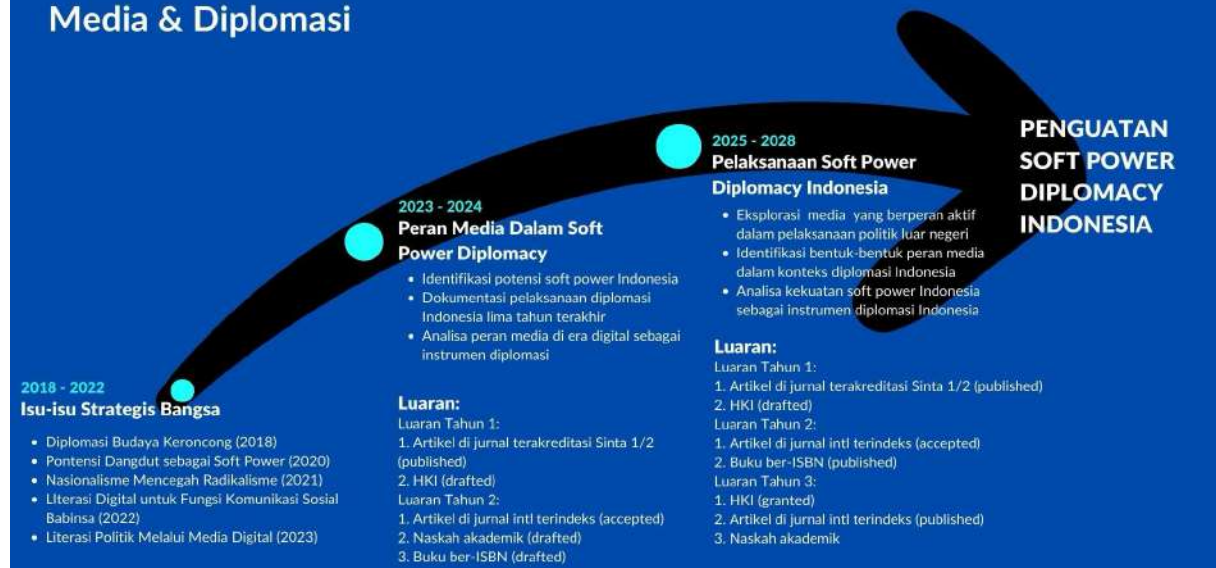 Media & Diplomasi
2018 - 2022
Isu-isu Strategis Bangsa
• Diplomasi Budaya Keroncong (2018)
• Pontensi Dangdut sebagai Soft Power (2020)
• Nasionalisme Mencegah Radikalisme (2021)
• LIterasi Digital untuk Fungsi Komunikasi Sosial
Babinsa (2022)
• Literasi Politik Melalui Media Digital (2023)
2023 - 2024
Peran Media Dalam Soft
Power Diplomacy
• Identifikasi potensi soft power Indonesia
• Dokumentasi pelaksanaan diplomasi
Indonesia lima tahun terakhir
• Analisa peran media di era digital sebagai
instrumen diplomasi
Luaran:
Luaran Tahun 1:
1. Artikel di jurnal terakreditasi Sinta 1/2
(published)
2. HKI (drafted)
Luaran Tahun 2:
1. Artikel di jurnal intl terindeks (accepted)
2. Naskah akademik (drafted)
3. Buku ber-ISBN (drafted)
2025 - 2028
Pelaksanaan Soft Power
Diplomacy Indonesia
• Eksplorasi media yang berperan aktif
dalam pelaksanaan politik luar negeri
• Identifikasi bentuk-bentuk peran media
dalam konteks diplomasi Indonesia
• Analisa kekuatan soft power Indonesia
sebagai instrumen diplomasi Indonesia
Luaran:
Luaran Tahun 1:
1. Artikel di jurnal terakreditasi Sinta 1/2 (published)
2. HKI (drafted)
Luaran Tahun 2:
1. Artikel di jurnal intl terindeks (accepted)
2. Buku ber-ISBN (published)
Luaran Tahun 3:
1. HKI (granted)
2. Artikel di jurnal intl terindeks (published)
3. Naskah akademik
PENGUATAN
SOFT POWER
DIPLOMACY
INDONESIA